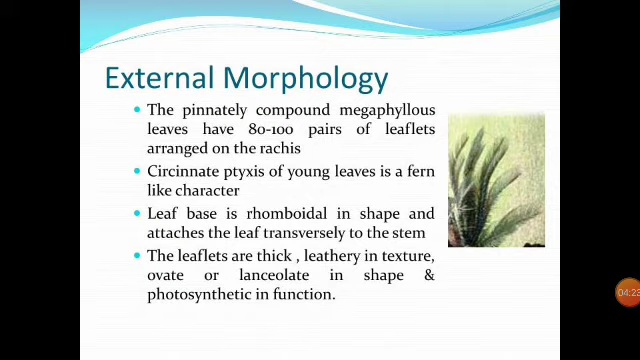 External Morphology
The pinnately compound megaphyllous
leaves have 80-100 pairs of leaflets
arranged on the rachis
Circinnate ptyxis of young leaves is a fern
like character
Leaf base is rhomboidal in shape and
attaches the leaf transversely to the stem
The leaflets are thick , leathery in texture,
ovate or lanceolate in shape &
photosynthetic in function.
04:23